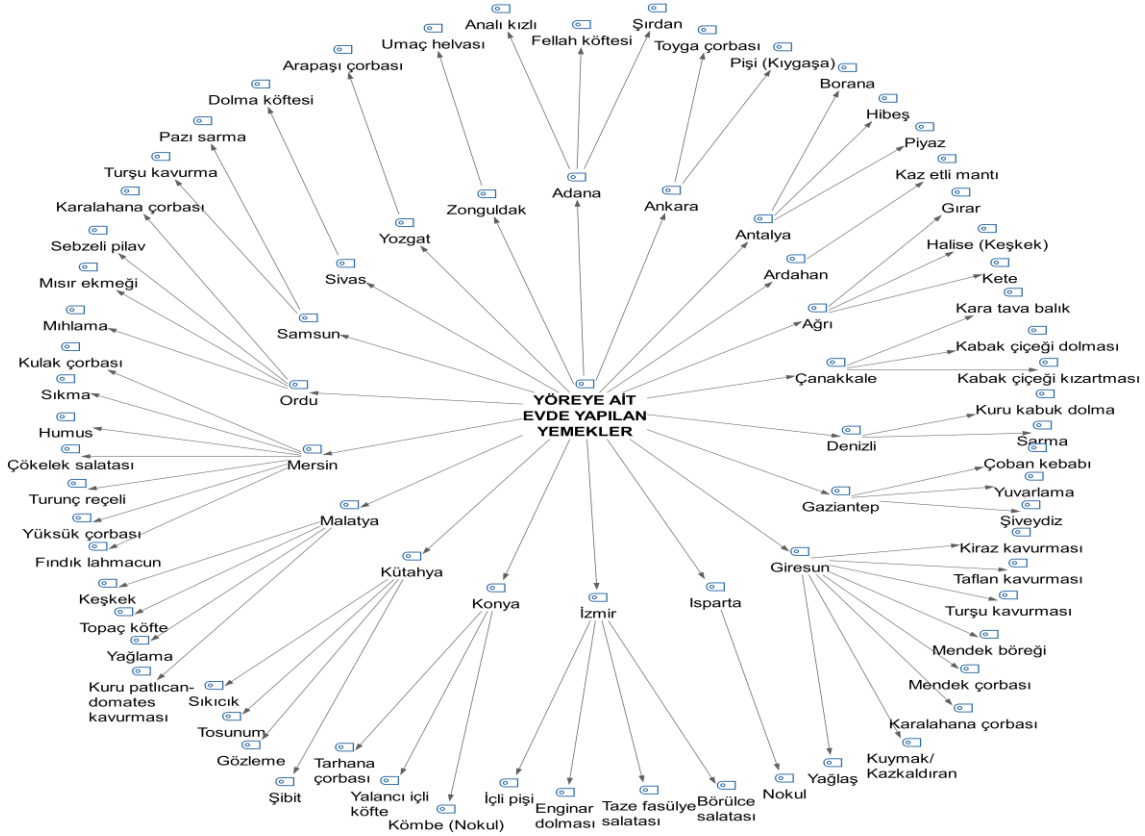 Analı kızlı
Fellah köftesi
Şırdan
Toyga çorbası
Pişi (Kıygaşa)
Umaç helvası
Arapaşı çorbası
Dolma köftesi
Pazı sarma
Turşu kavurma
Karalahana çorbası
Sebzeli pilav
Mısır ekmeği
Mıhlama
Kulak çorbası
Sıkma
Humus
Çökelek salatası
Turunç reçeli
Yüksük çorbası
Fındık lahmacun
Borana
Hibeş
Piyaz
Kaz etli mantı
Gırar
Halise (Keşkek)
Kete
Kara tava balık
Kabak çiçeği dolması
Kabak çiçeği kızartması
Kuru kabuk dolma
Sarma
Çoban kebabı
Yuvarlama
Şiveydiz
Kiraz kavurması
Taflan kavurması
Turşu kavurması
Mendek böreği
Mendek çorbası
Karalahana çorbası
Kuymak/
Kazkaldıran
Yağlaş
Nokul
Adana
Ankara
Antalya
Ardahan
Ağrı
Çanakkale
Denizli
Gaziantep
Giresun
Isparta
İzmir
Konya
Kütahya
Malatya
Mersin
Ordu
Samsun
Sivas
Yozgat
Zonguldak
YÖREYE AİT
EVDE YAPILAN
YEMEKLER
Keşkek
Topaç köfte
Yağlama
Kuru patlıcan-
domates
kavurması
Sıkıcık
Tosunum
Gözleme
Şibit
Tarhana
çorbası
Yalancı içli
köfte
Kömbe (Nokul)
İçli pişi
Enginar
dolması
Taze fasülye
salatası
Börülce
salatası